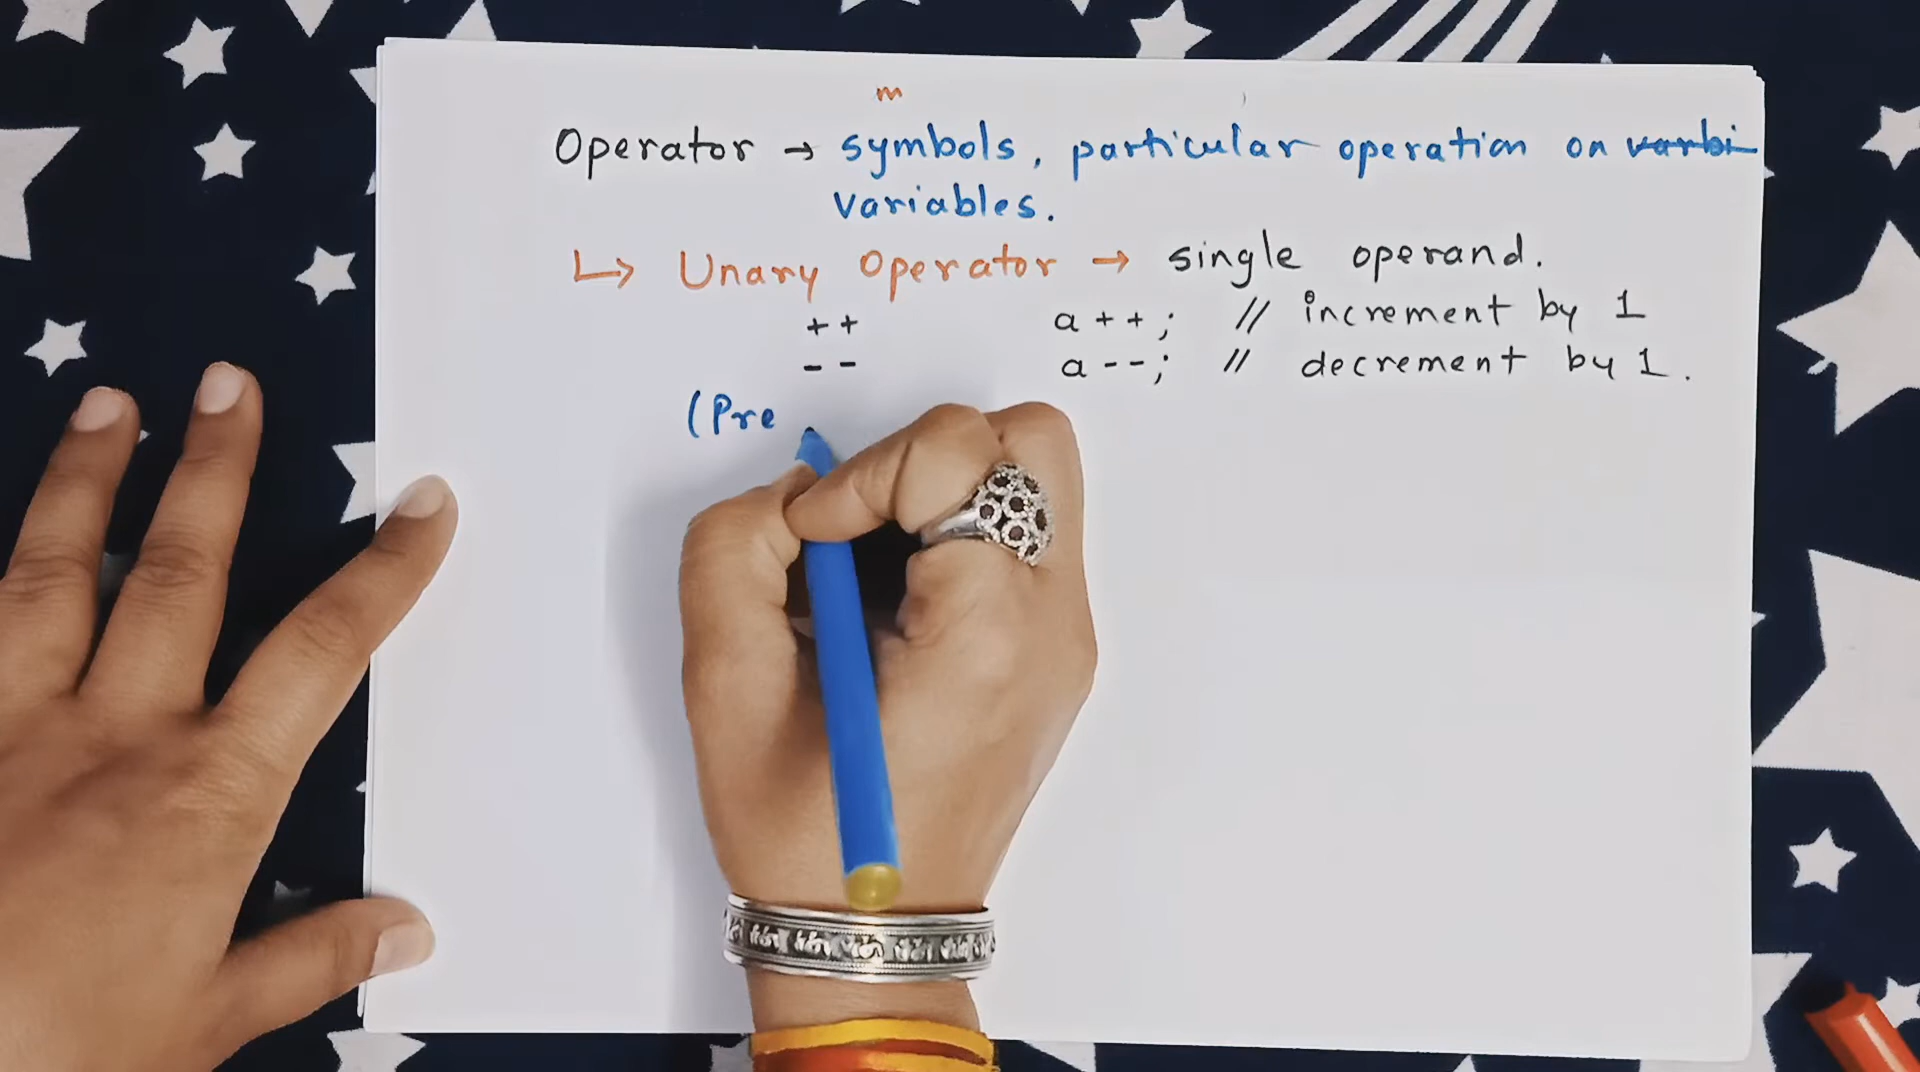 m
Operator → symbols, particular operation on varbi
variables.
↳ Unary Operator → single operand.
++ a++; // increment by 1
-- a--; // decrement by 1.
(Pre